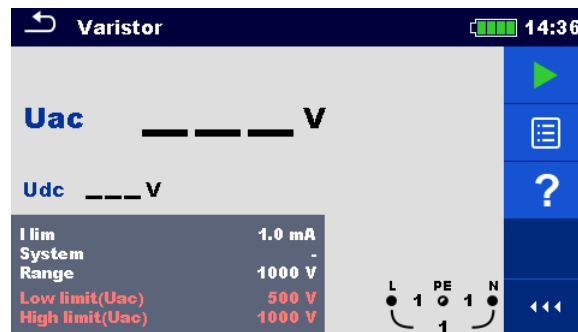 Varistor 14:36
Uac _ _ _ V
Udc _ _ _ V
?
I lim 1.0 mA
System -
Range 1000 V
Low limit(Uac) 500 V
High limit(Uac) 1000 V
L PE N
1 1
1